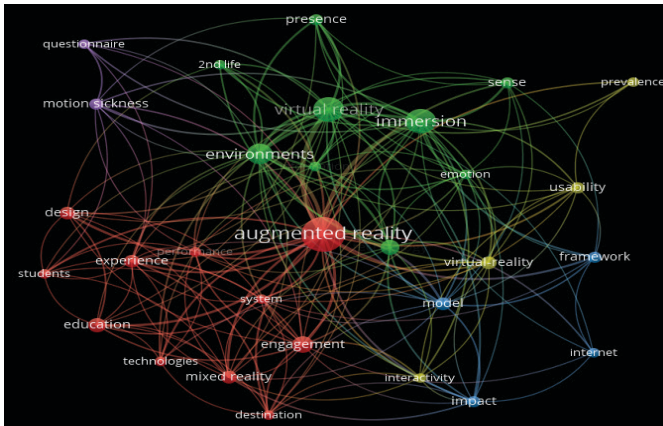 presence
questionnaire
2nd life
sense
prevalence
motion sickness
virtual reality
immersion
environments
emotion
usability
design
augmented reality
performance
experience
virtual-reality
framework
students
system
model
education
engagement
internet
technologies
mixed reality
interactivity
impact
destination